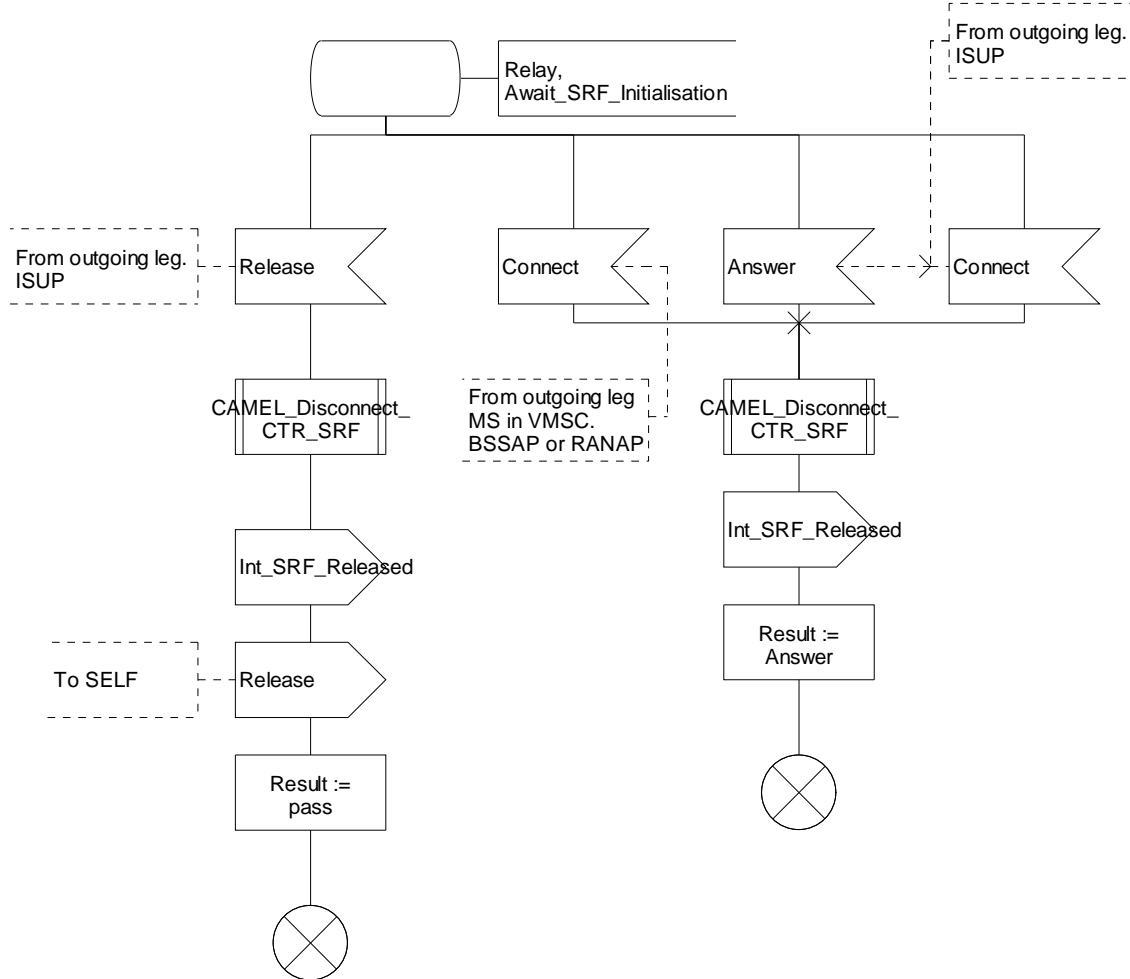 From outgoing leg.
ISUP
Relay,
Await_SRF_Initialisation
From outgoing leg.
ISUP
Release
Connect
Answer
Connect
CAMEL_Disconnect_
CTR_SRF
From outgoing leg
MS in VMSC.
BSSAP or RANAP
CAMEL_Disconnect_
CTR_SRF
Int_SRF_Released
Int_SRF_Released
To SELF
Release
Result :=
Answer
Result :=
pass